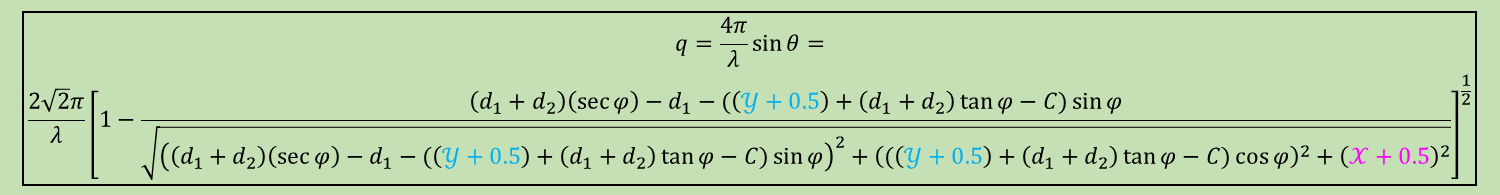 q = 4π/λ sin θ =
2√2π/λ [1 − ((d₁ + d₂)(sec φ) − d₁ − ((𝒴 + 0.5) + (d₁ + d₂) tan φ − C) sin φ) / √(((d₁ + d₂)(sec φ) − d₁ − ((𝒴 + 0.5) + (d₁ + d₂) tan φ − C) sin φ)² + (((𝒴 + 0.5) + (d₁ + d₂) tan φ − C) cos φ)² + (𝒳 + 0.5)²)]^(1/2)